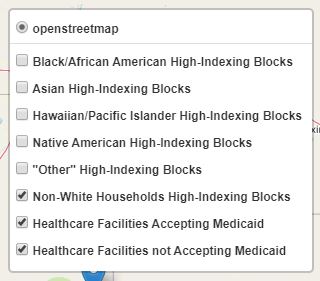 openstreetmap
Black/African American High-Indexing Blocks
Asian High-Indexing Blocks
Hawaiian/Pacific Islander High-Indexing Blocks
Native American High-Indexing Blocks
"Other" High-Indexing Blocks
Non-White Households High-Indexing Blocks
Healthcare Facilities Accepting Medicaid
Healthcare Facilities not Accepting Medicaid